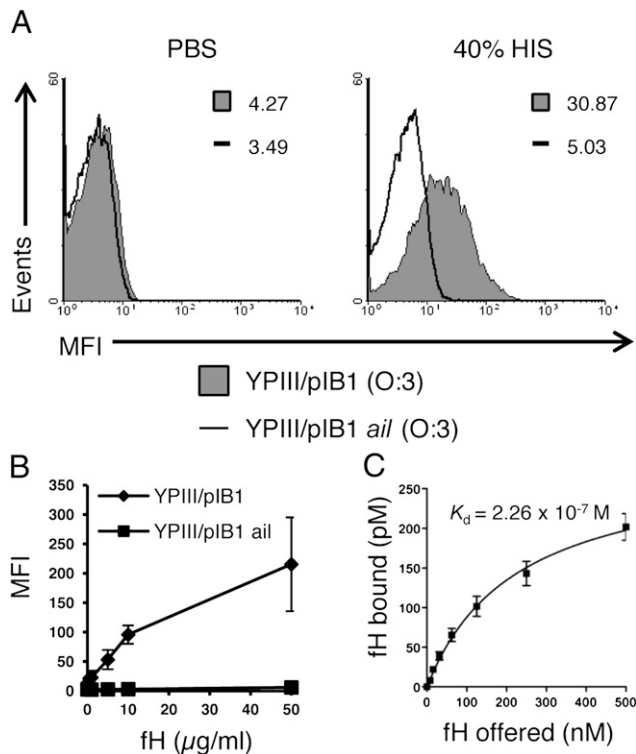 A
PBS
40% HIS
60
4.27
3.49
0
10⁰ 10¹ 10² 10³ 10⁴
60
30.87
5.03
0
10⁰ 10¹ 10² 10³ 10⁴
Events
MFI
YPIII/pIB1 (O:3)
YPIII/pIB1 ail (O:3)
B
YPIII/pIB1
YPIII/pIB1 ail
MFI
350
300
250
200
150
100
50
0
0 10 20 30 40 50
fH (µg/ml)
C
Kd = 2.26 x 10⁻⁷ M
fH bound (pM)
250
200
150
100
50
0
0 100 200 300 400 500
fH offered (nM)